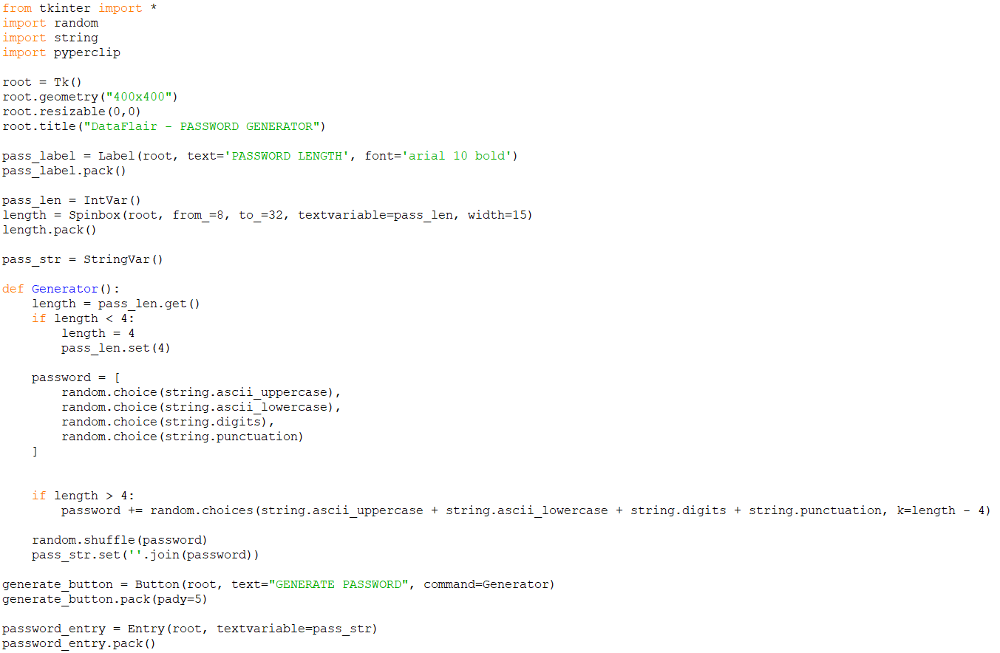 from tkinter import *
import random
import string
import pyperclip

root = Tk()
root.geometry("400x400")
root.resizable(0,0)
root.title("DataFlair - PASSWORD GENERATOR")

pass_label = Label(root, text='PASSWORD LENGTH', font='arial 10 bold')
pass_label.pack()

pass_len = IntVar()
length = Spinbox(root, from_=8, to_=32, textvariable=pass_len, width=15)
length.pack()

pass_str = StringVar()

def Generator():
    length = pass_len.get()
    if length < 4:
        length = 4
        pass_len.set(4)

    password = [
        random.choice(string.ascii_uppercase),
        random.choice(string.ascii_lowercase),
        random.choice(string.digits),
        random.choice(string.punctuation)
    ]


    if length > 4:
        password += random.choices(string.ascii_uppercase + string.ascii_lowercase + string.digits + string.punctuation, k=length - 4)

    random.shuffle(password)
    pass_str.set(''.join(password))

generate_button = Button(root, text="GENERATE PASSWORD", command=Generator)
generate_button.pack(pady=5)

password_entry = Entry(root, textvariable=pass_str)
password_entry.pack()